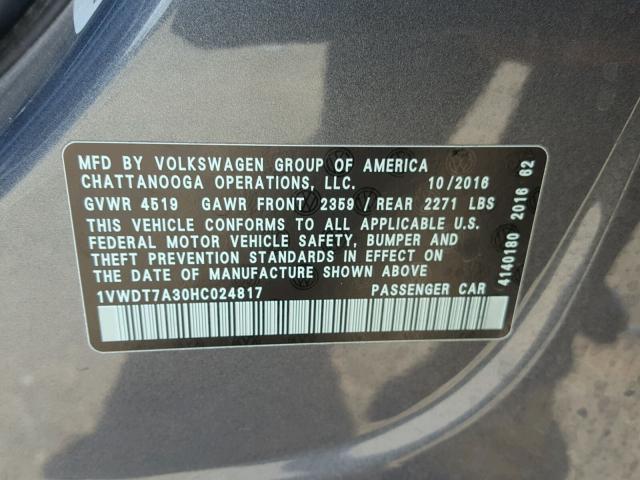 MFD BY VOLKSWAGEN GROUP OF AMERICA
CHATTANOOGA OPERATIONS, LLC. 10/2016
GVWR 4519 GAWR FRONT 2359 / REAR 2271 LBS
THIS VEHICLE CONFORMS TO ALL APPLICABLE U.S.
FEDERAL MOTOR VEHICLE SAFETY, BUMPER AND
THEFT PREVENTION STANDARDS IN EFFECT ON
THE DATE OF MANUFACTURE SHOWN ABOVE
1VWDT7A30HC024817 PASSENGER CAR
4140180 2016 62